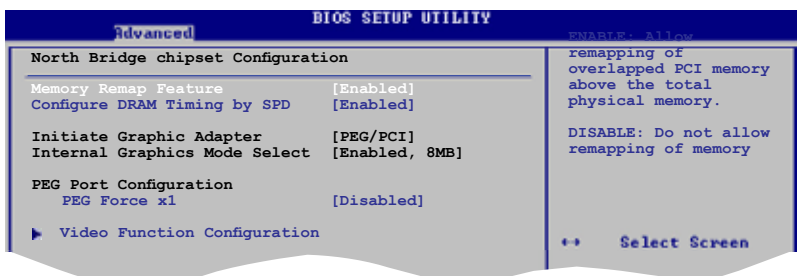 BIOS SETUP UTILITY
Advanced
North Bridge chipset Configuration
Memory Remap Feature [Enabled]
Configure DRAM Timing by SPD [Enabled]
Initiate Graphic Adapter [PEG/PCI]
Internal Graphics Mode Select [Enabled, 8MB]
PEG Port Configuration
PEG Force x1 [Disabled]
Video Function Configuration
ENABLE: Allow
remapping of
overlapped PCI memory
above the total
physical memory.
DISABLE: Do not allow
remapping of memory
↔ Select Screen